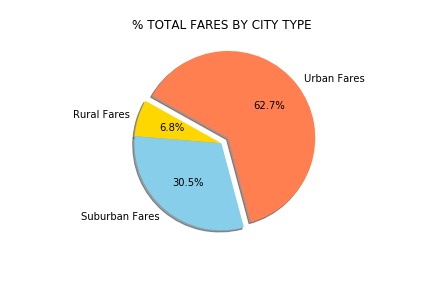 % TOTAL FARES BY CITY TYPE
Urban Fares
62.7%
Rural Fares
6.8%
30.5%
Suburban Fares